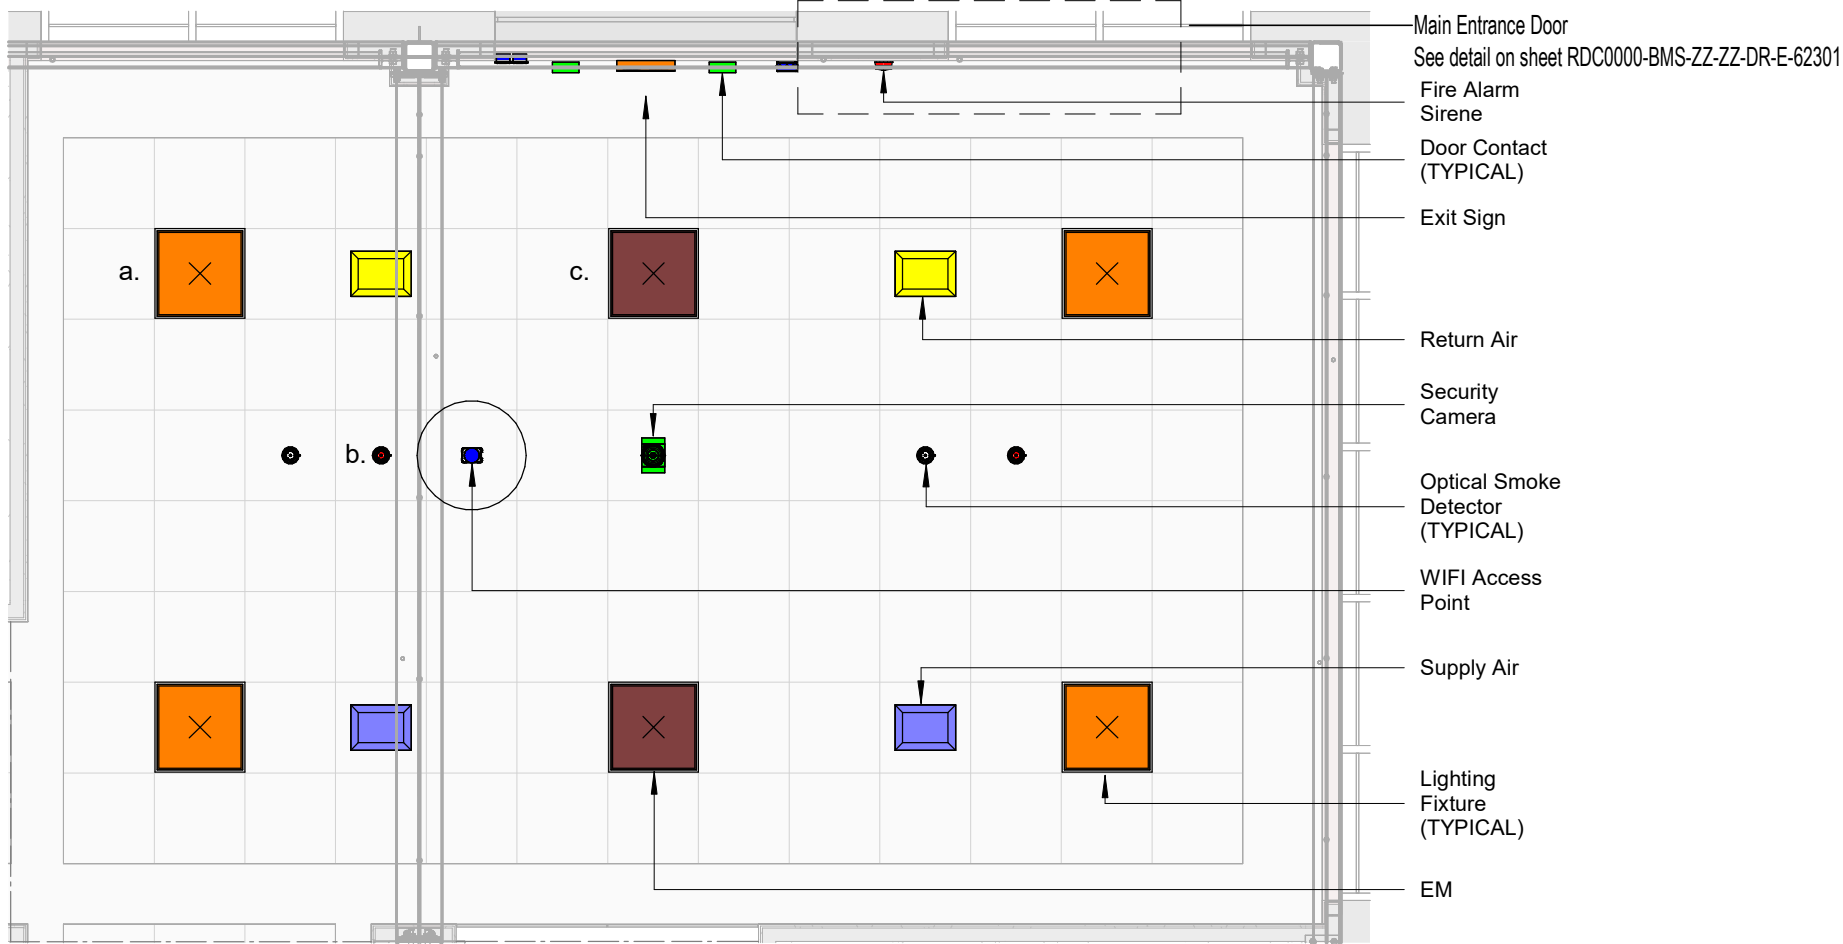 Main Entrance Door
See detail on sheet RDC0000-BMS-ZZ-ZZ-DR-E-62301
Fire Alarm
Sirene
Door Contact
(TYPICAL)
Exit Sign
a.
c.
Return Air
Security
Camera
b.
Optical Smoke
Detector
(TYPICAL)
WIFI Access
Point
Supply Air
Lighting
Fixture
(TYPICAL)
EM